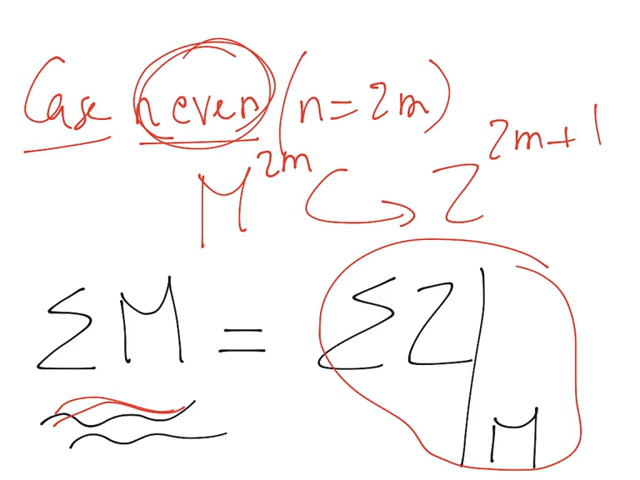 Case n even (n=2m)
M^{2m} ↪ Z^{2m+1}
ΣM = ΣZ|_M